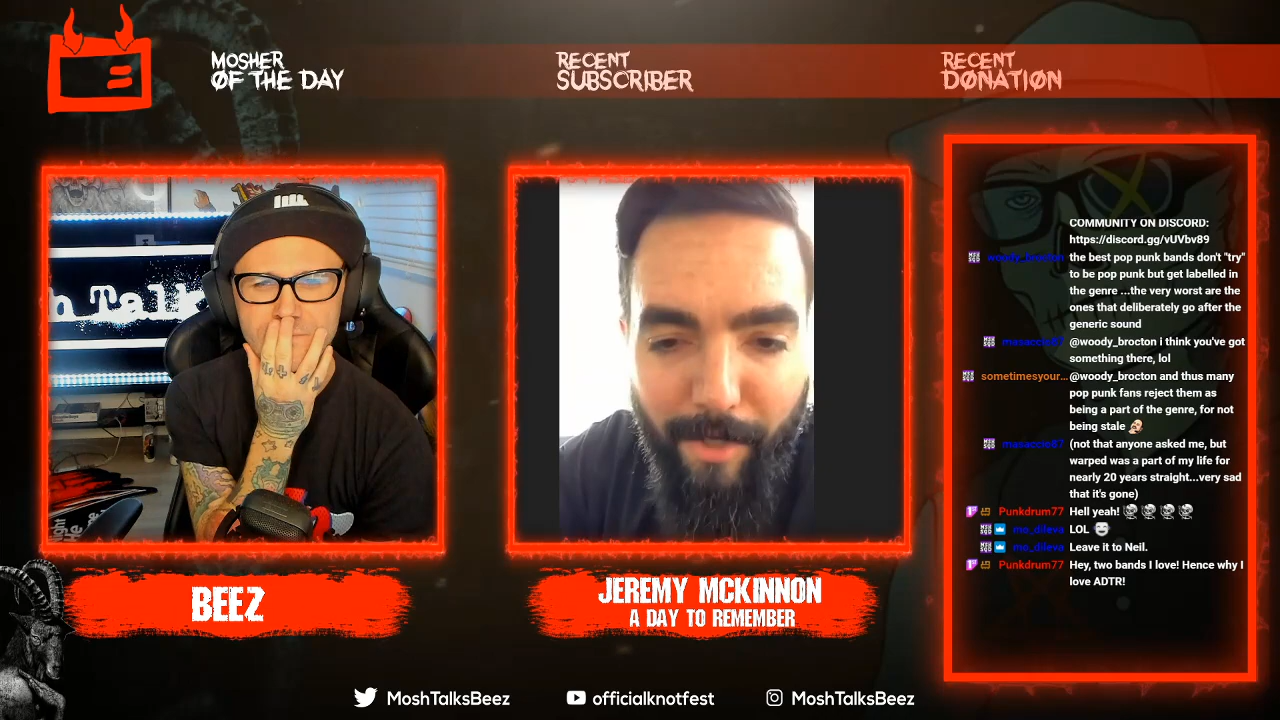 MOSHER
ØF THE DAY
RECENT
SUBSCRIBER
RECENT
DØNATIØN
h Talk
COMMUNITY ON DISCORD:
https://discord.gg/vUVbv89
woody_brocton the best pop punk bands don't "try"
to be pop punk but get labelled in
the genre ...the very worst are the
ones that deliberately go after the
generic sound
masaccio87 @woody_brocton i think you've got
something there, lol
sometimesyour... @woody_brocton and thus many
pop punk fans reject them as
being a part of the genre, for not
being stale
masaccio87 (not that anyone asked me, but
warped was a part of my life for
nearly 20 years straight...very sad
that it's gone)
Punkdrum77 Hell yeah!
mo_dileva LOL
mo_dileva Leave it to Neil.
Punkdrum77 Hey, two bands I love! Hence why I
love ADTR!
BEEZ
JEREMY MCKINNON
A DAY TO REMEMBER
MoshTalksBeez
officialknotfest
MoshTalksBeez